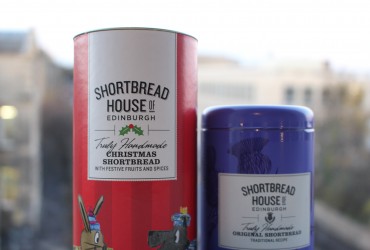 SHORTBREAD
HOUSE OF
EDINBURGH
Truly Handmade
CHRISTMAS
SHORTBREAD
WITH FESTIVE FRUITS AND SPICES
SHORTBREAD
HOUSE OF
EDINBURGH
Truly Handmade
ORIGINAL SHORTBREAD
TRADITIONAL RECIPE